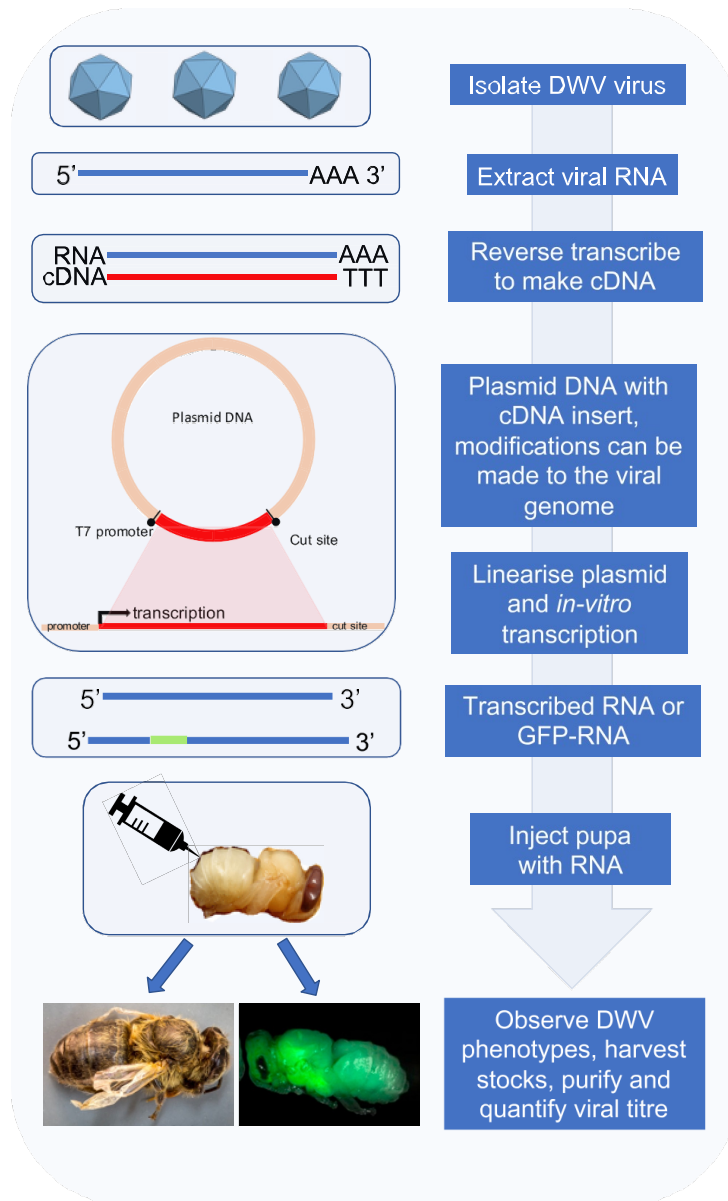 Isolate DWV virus
5’ AAA 3’
Extract viral RNA
RNA AAA
cDNA TTT
Reverse transcribe
to make cDNA
Plasmid DNA
T7 promoter
Cut site
transcription
promoter
cut site
Plasmid DNA with
cDNA insert,
modifications can be
made to the viral
genome
Linearise plasmid
and in-vitro
transcription
5’ 3’
5’ 3’
Transcribed RNA or
GFP-RNA
Inject pupa
with RNA
Observe DWV
phenotypes, harvest
stocks, purify and
quantify viral titre